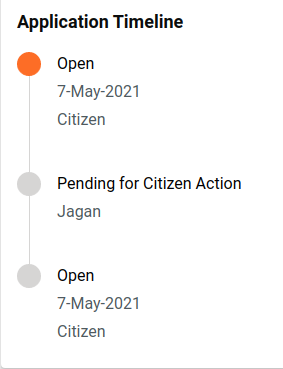 Application Timeline
Open
7-May-2021
Citizen
Pending for Citizen Action
Jagan
Open
7-May-2021
Citizen